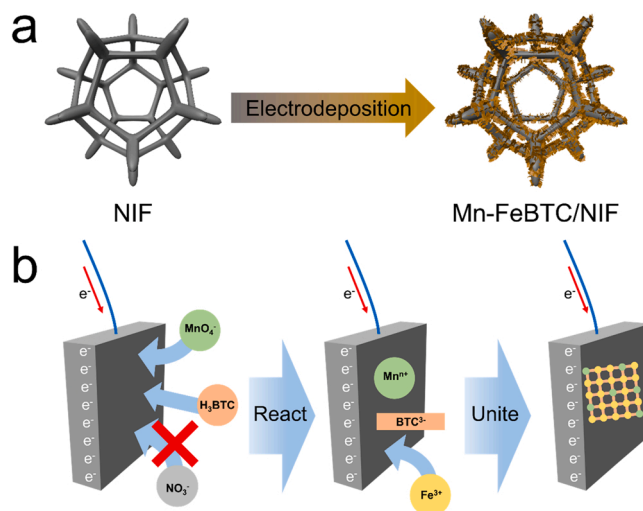 a
Electrodeposition
NIF
Mn-FeBTC/NIF
b
e⁻
e⁻
e⁻
MnO₄⁻
H₃BTC
NO₃⁻
e⁻
e⁻
e⁻
e⁻
e⁻
e⁻
e⁻
e⁻
React
Mnⁿ⁺
BTC³⁻
Fe³⁺
e⁻
e⁻
e⁻
e⁻
e⁻
e⁻
e⁻
e⁻
Unite
e⁻
e⁻
e⁻
e⁻
e⁻
e⁻
e⁻
e⁻